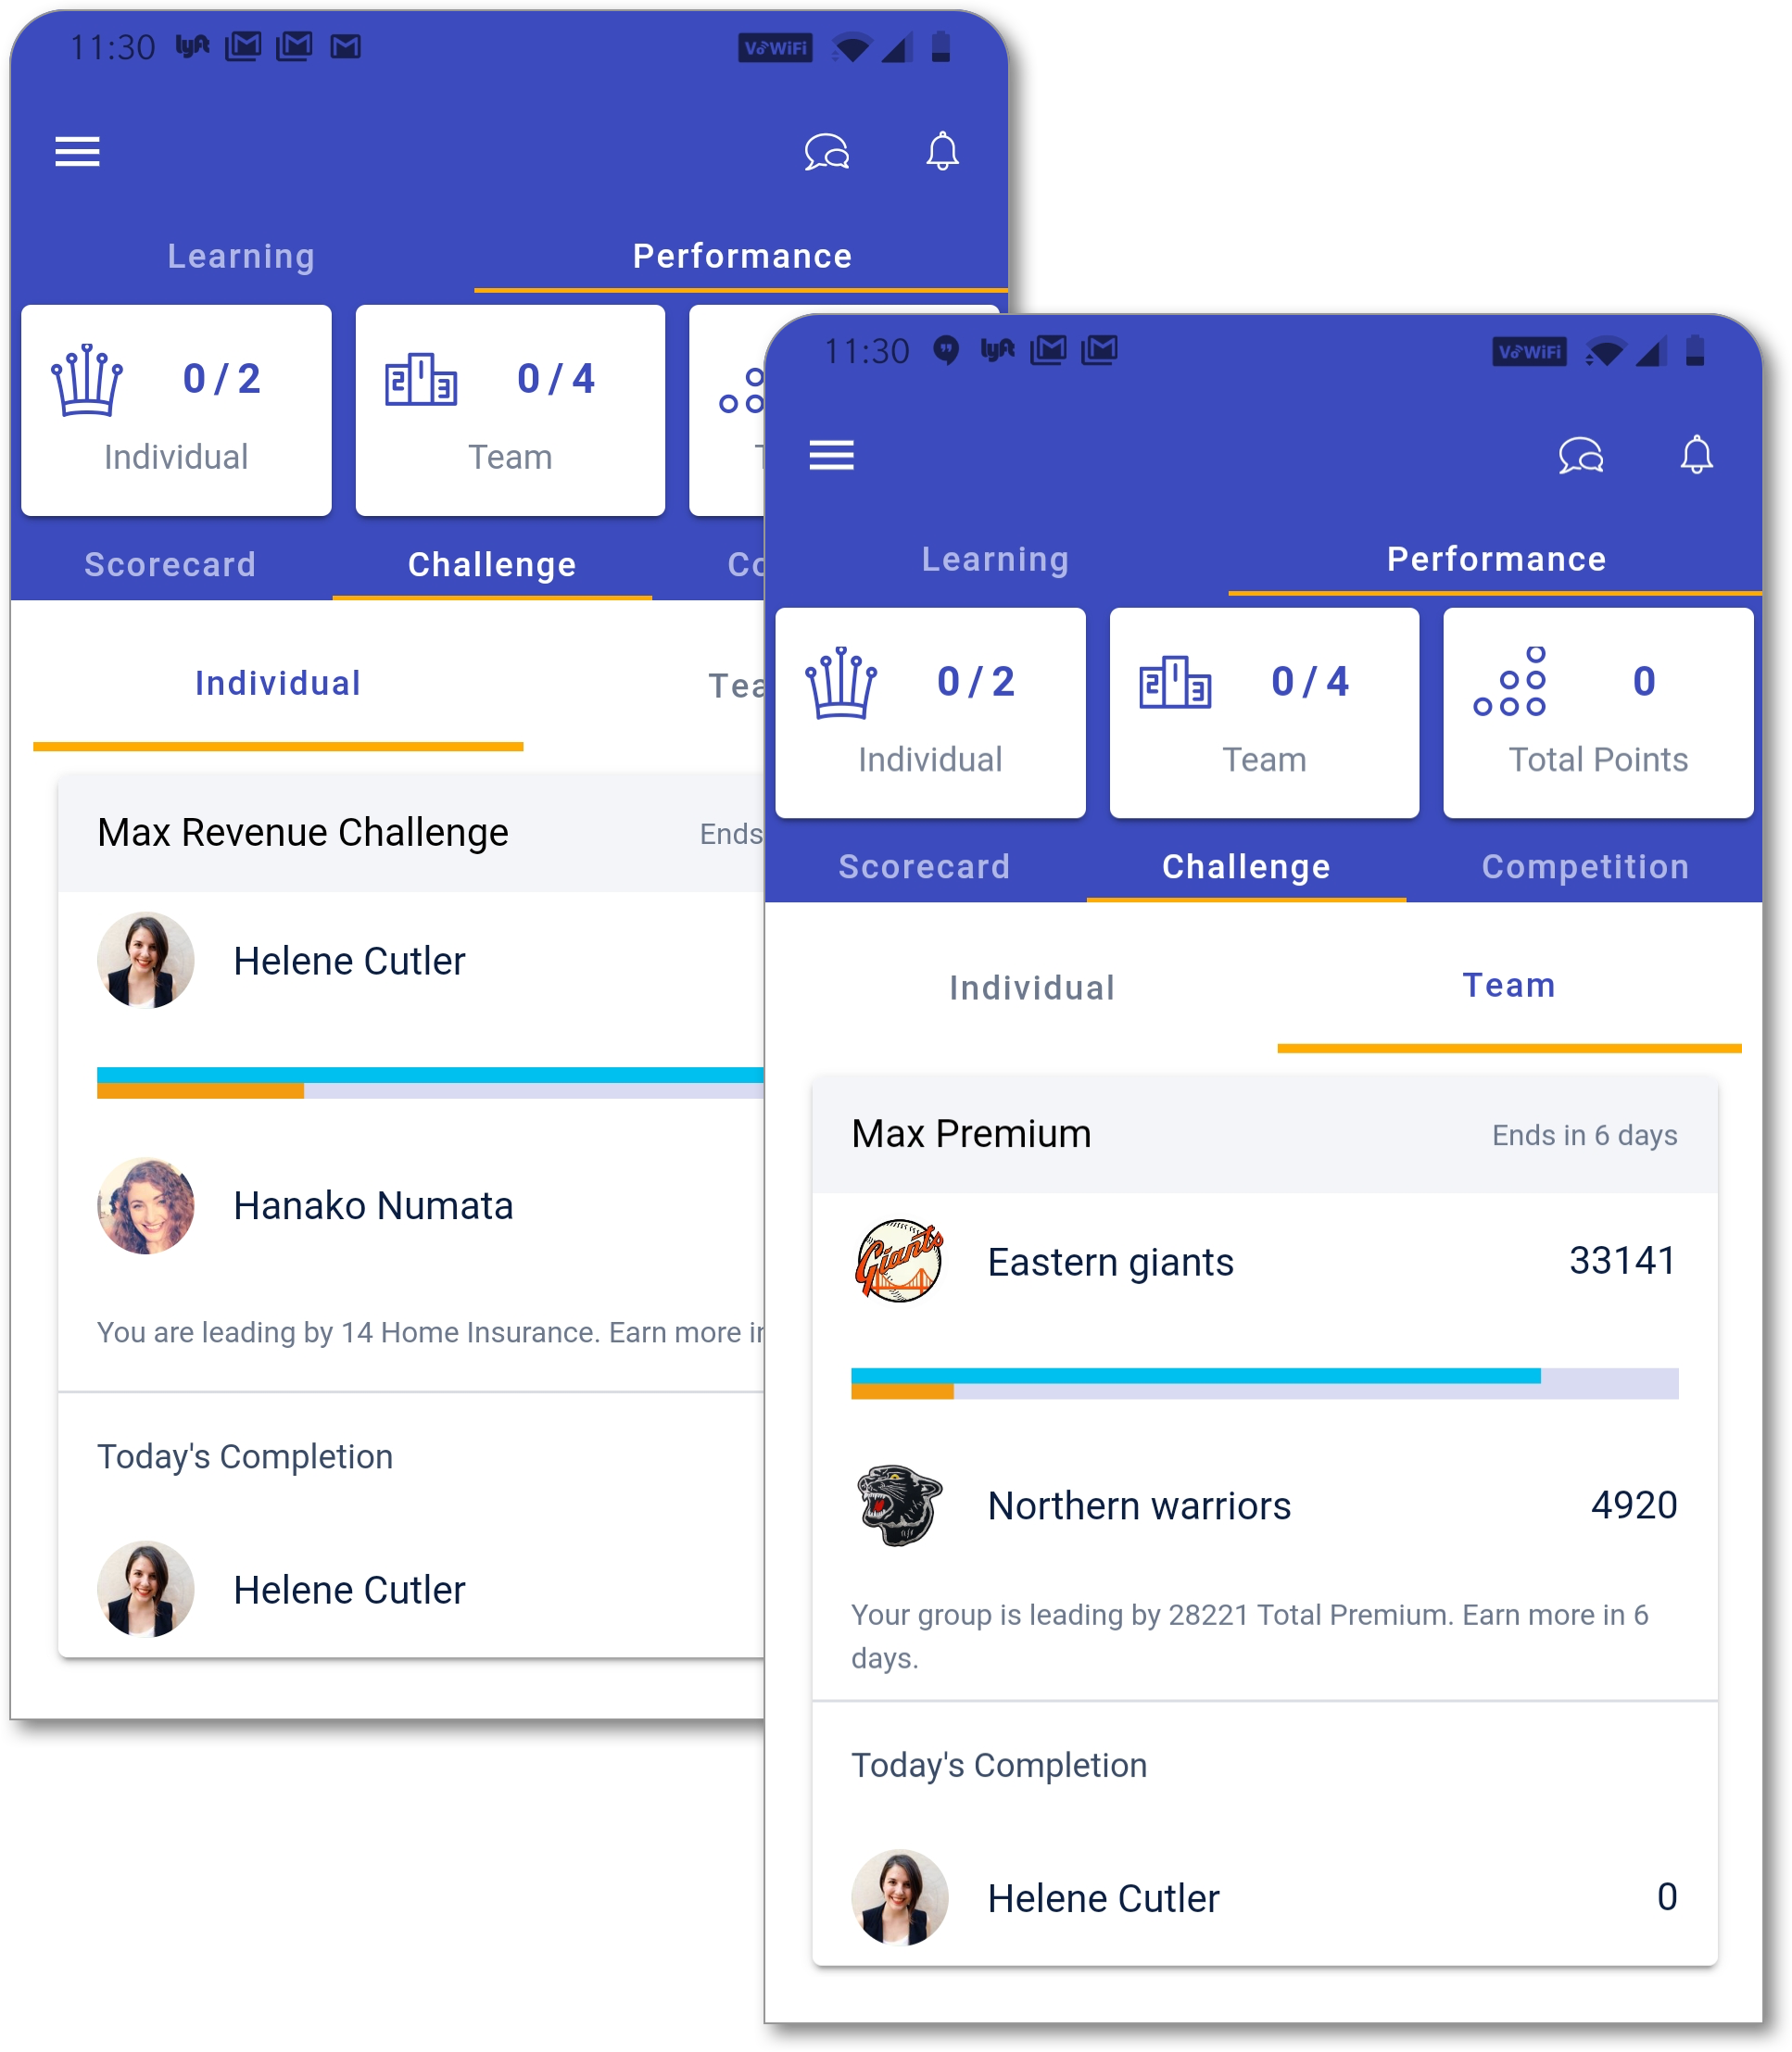 11:30 lyft VoWiFi
Learning Performance
0 / 2 0 / 4
Individual Team
Scorecard Challenge Co
Individual Tea
Max Revenue Challenge Ends
Helene Cutler
Hanako Numata
You are leading by 14 Home Insurance. Earn more in
Today's Completion
Helene Cutler
11:30 lyft VoWiFi
Learning Performance
0 / 2 0 / 4 0
Individual Team Total Points
Scorecard Challenge Competition
Individual Team
Max Premium Ends in 6 days
Giants
Eastern giants 33141
Northern warriors 4920
Your group is leading by 28221 Total Premium. Earn more in 6
days.
Today's Completion
Helene Cutler 0